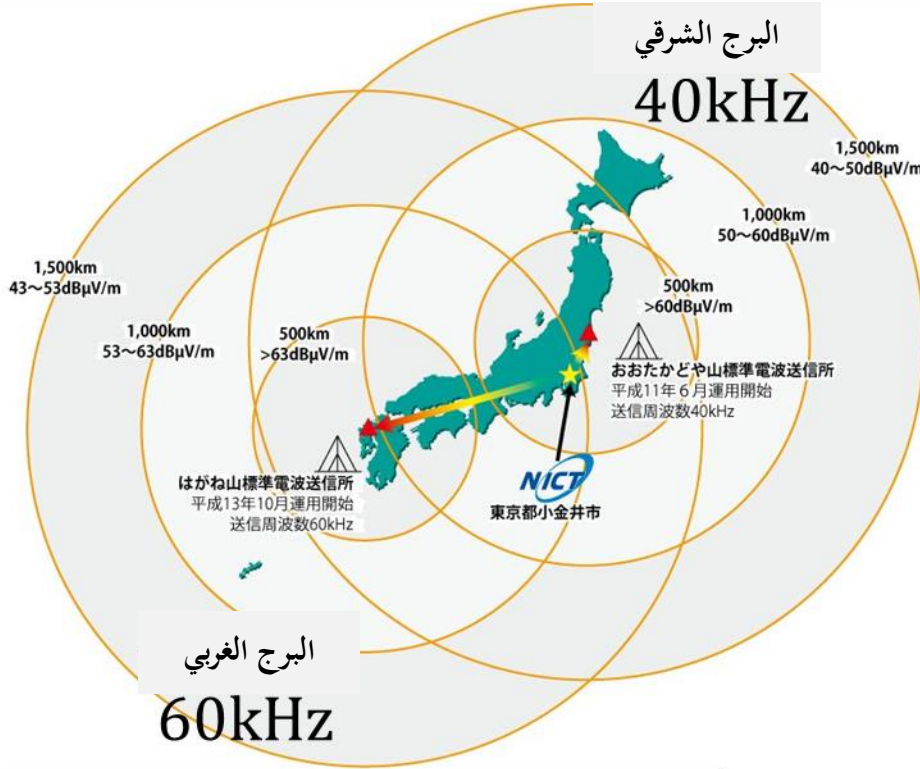 البرج الشرقي
40kHz
1,500km
40～50dBμV/m
1,000km
50～60dBμV/m
500km
>60dBμV/m
おおたかどや山標準電波送信所
平成11年６月運用開始
送信周波数40kHz
1,500km
43～53dBμV/m
1,000km
53～63dBμV/m
500km
>63dBμV/m
はがね山標準電波送信所
平成13年10月運用開始
送信周波数60kHz
NICT
東京都小金井市
البرج الغربي
60kHz